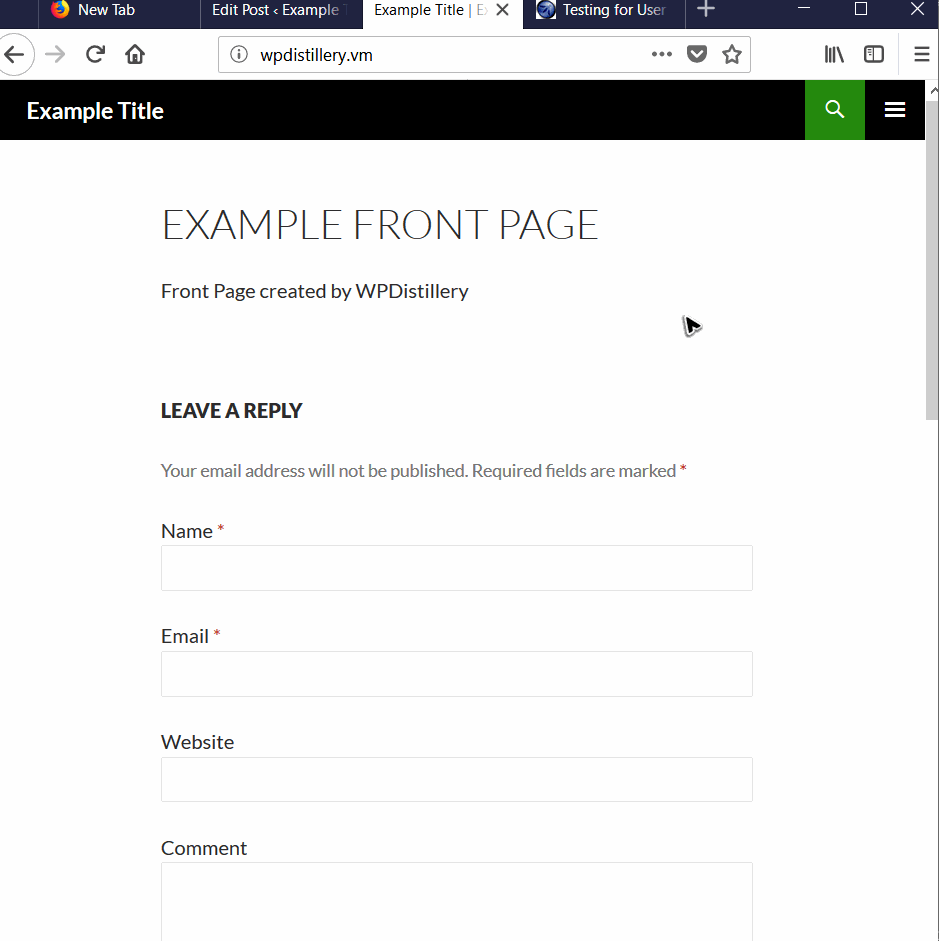 New Tab
Edit Post ‹ Example
Example Title | Ex
Testing for User
wpdistillery.vm
Example Title
EXAMPLE FRONT PAGE
Front Page created by WPDistillery
LEAVE A REPLY
Your email address will not be published. Required fields are marked *
Name *
Email *
Website
Comment